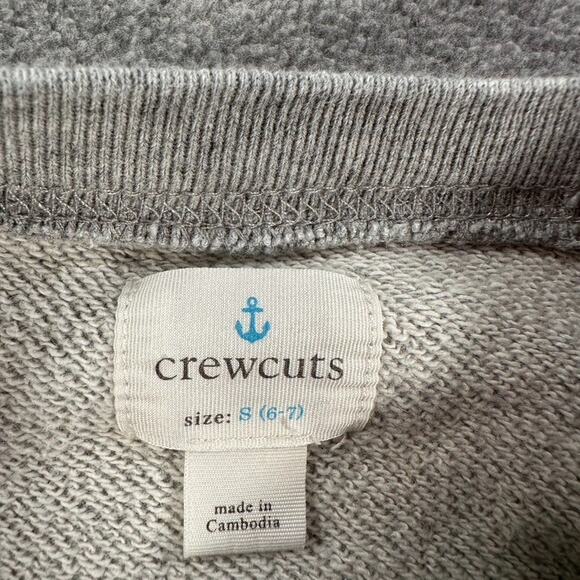 crewcuts
size: S (6-7)
made in
Cambodia